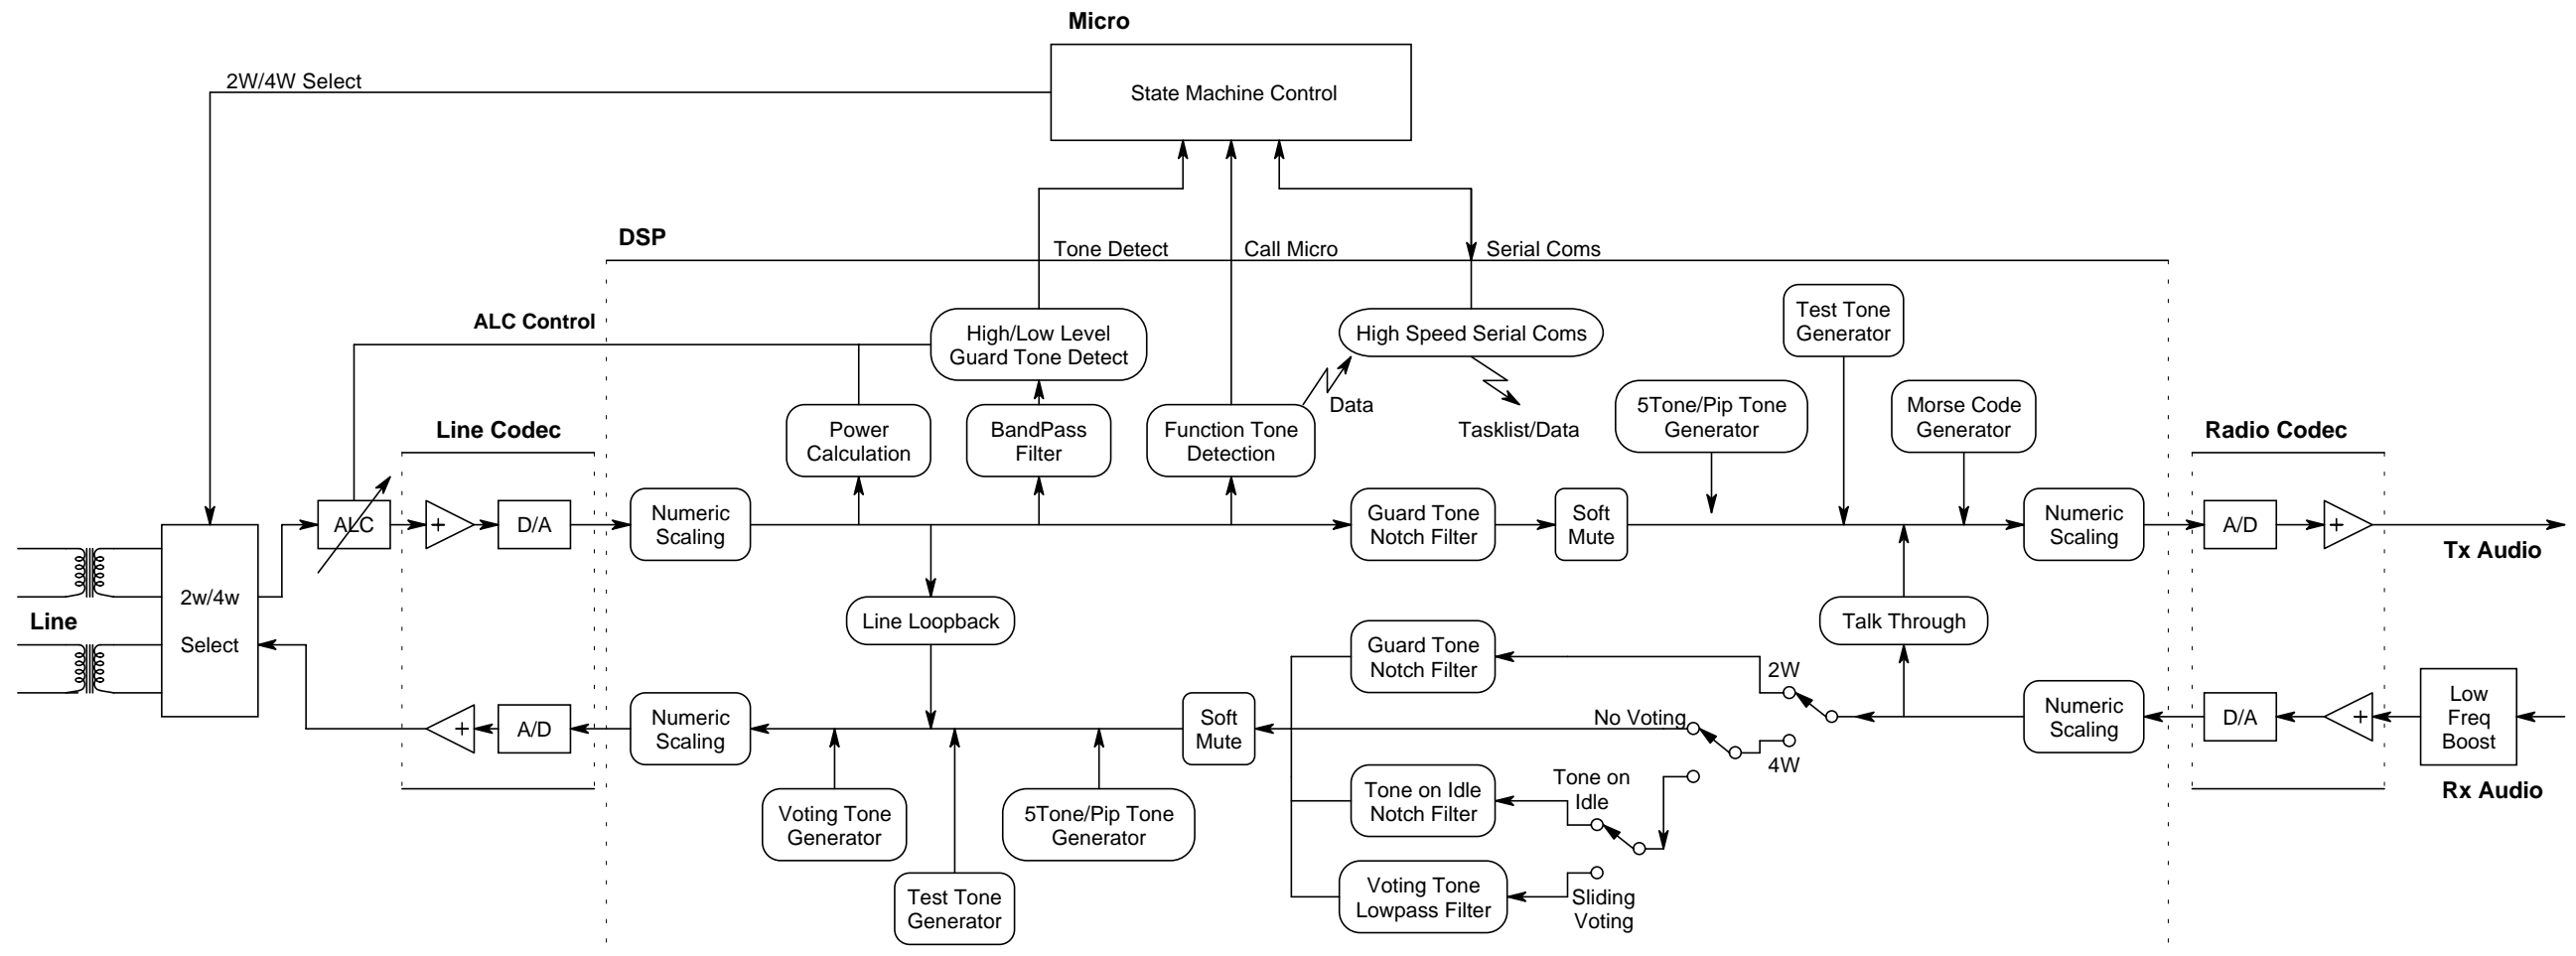 Micro
2W/4W Select
State Machine Control
DSP
Tone Detect
Call Micro
Serial Coms
ALC Control
High/Low Level
Guard Tone Detect
High Speed Serial Coms
Test Tone
Generator
Data
Tasklist/Data
Line Codec
Power
Calculation
BandPass
Filter
Function Tone
Detection
5Tone/Pip Tone
Generator
Morse Code
Generator
Radio Codec
ALC
+
D/A
Numeric
Scaling
Guard Tone
Notch Filter
Soft
Mute
Numeric
Scaling
A/D
+
Tx Audio
Line
2w/4w
Select
Line Loopback
Talk Through
Guard Tone
Notch Filter
2W
No Voting
4W
+
A/D
Numeric
Scaling
Soft
Mute
Numeric
Scaling
D/A
+
Low
Freq
Boost
Rx Audio
Voting Tone
Generator
Test Tone
Generator
5Tone/Pip Tone
Generator
Tone on Idle
Notch Filter
Tone on
Idle
Voting Tone
Lowpass Filter
Sliding
Voting